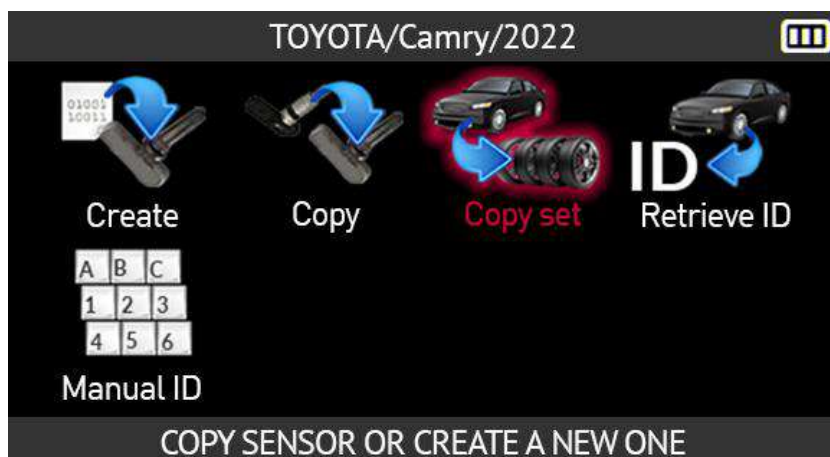 TOYOTA/Camry/2022
01001
10011
Create
Copy
Copy set
ID
Retrieve ID
A B C
1 2 3
4 5 6
Manual ID
COPY SENSOR OR CREATE A NEW ONE